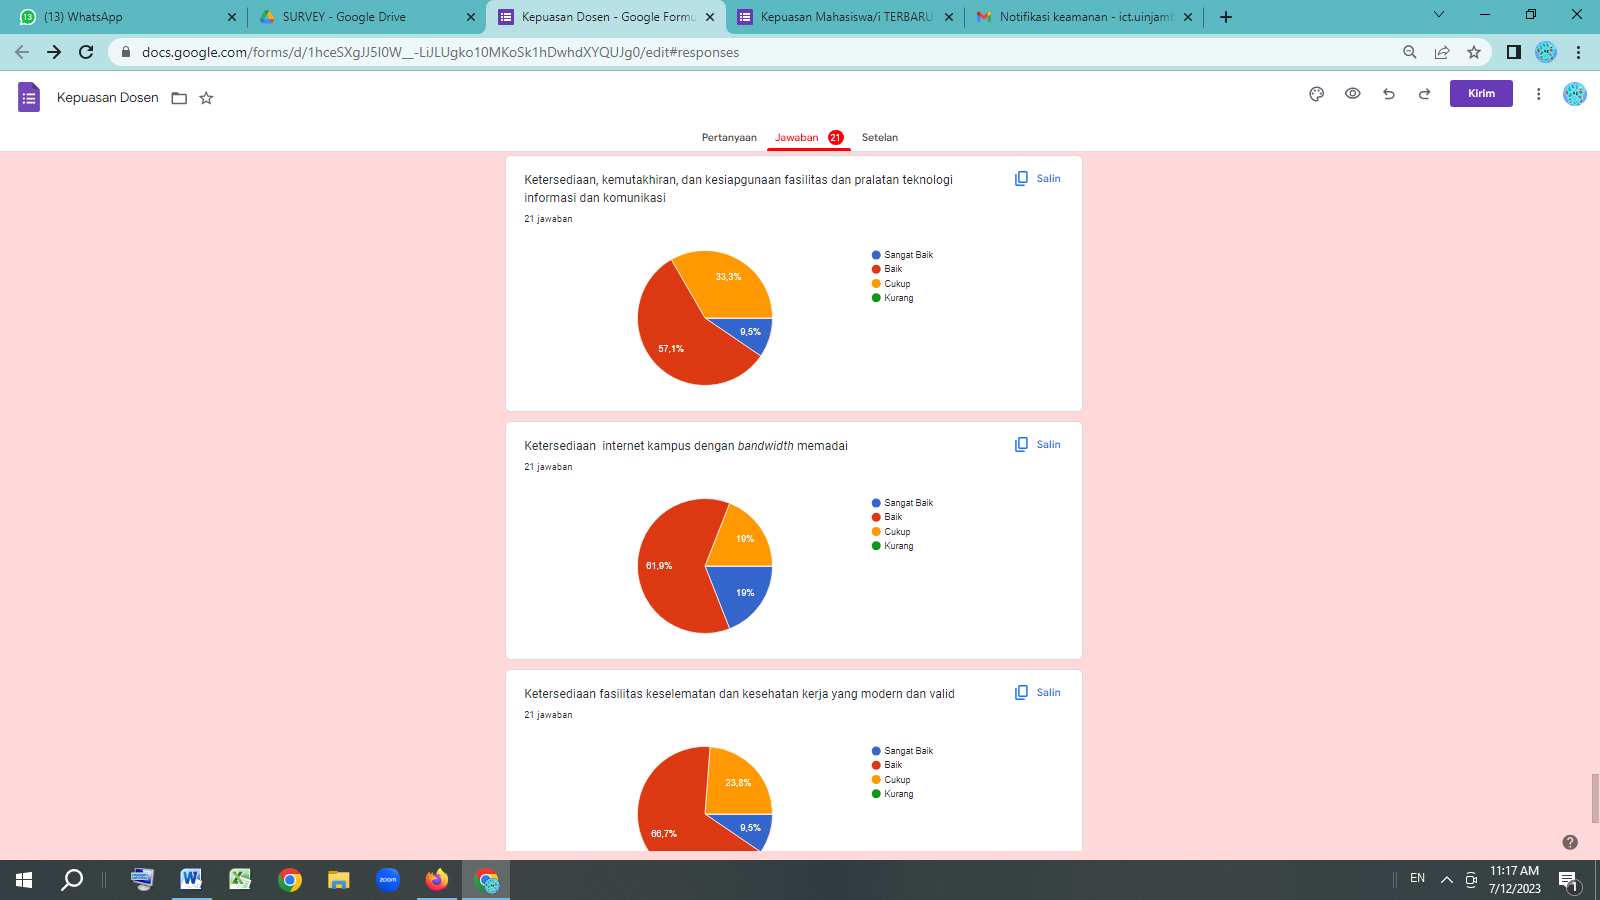 13 (13) WhatsApp
SURVEY - Google Drive
Kepuasan Dosen - Google Formu
Kepuasan Mahasiswa/i TERBARU
Notifikasi keamanan - ict.uinjamb
docs.google.com/forms/d/1hceSXgJJ5I0W__-LiJLUgko10MKoSk1hDwhdXYQUJg0/edit#responses
Kepuasan Dosen
Kirim
Pertanyaan
Jawaban 21
Setelan
Ketersediaan, kemutakhiran, dan kesiapgunaan fasilitas dan pralatan teknologi
informasi dan komunikasi
Salin
21 jawaban
33,3%
9,5%
57,1%
Sangat Baik
Baik
Cukup
Kurang
Ketersediaan  internet kampus dengan bandwidth memadai
Salin
21 jawaban
19%
61,9%
19%
Sangat Baik
Baik
Cukup
Kurang
Ketersediaan fasilitas keselematan dan kesehatan kerja yang modern dan valid
Salin
21 jawaban
23,8%
9,5%
66,7%
Sangat Baik
Baik
Cukup
Kurang
zoom
EN
11:17 AM
7/12/2023
1